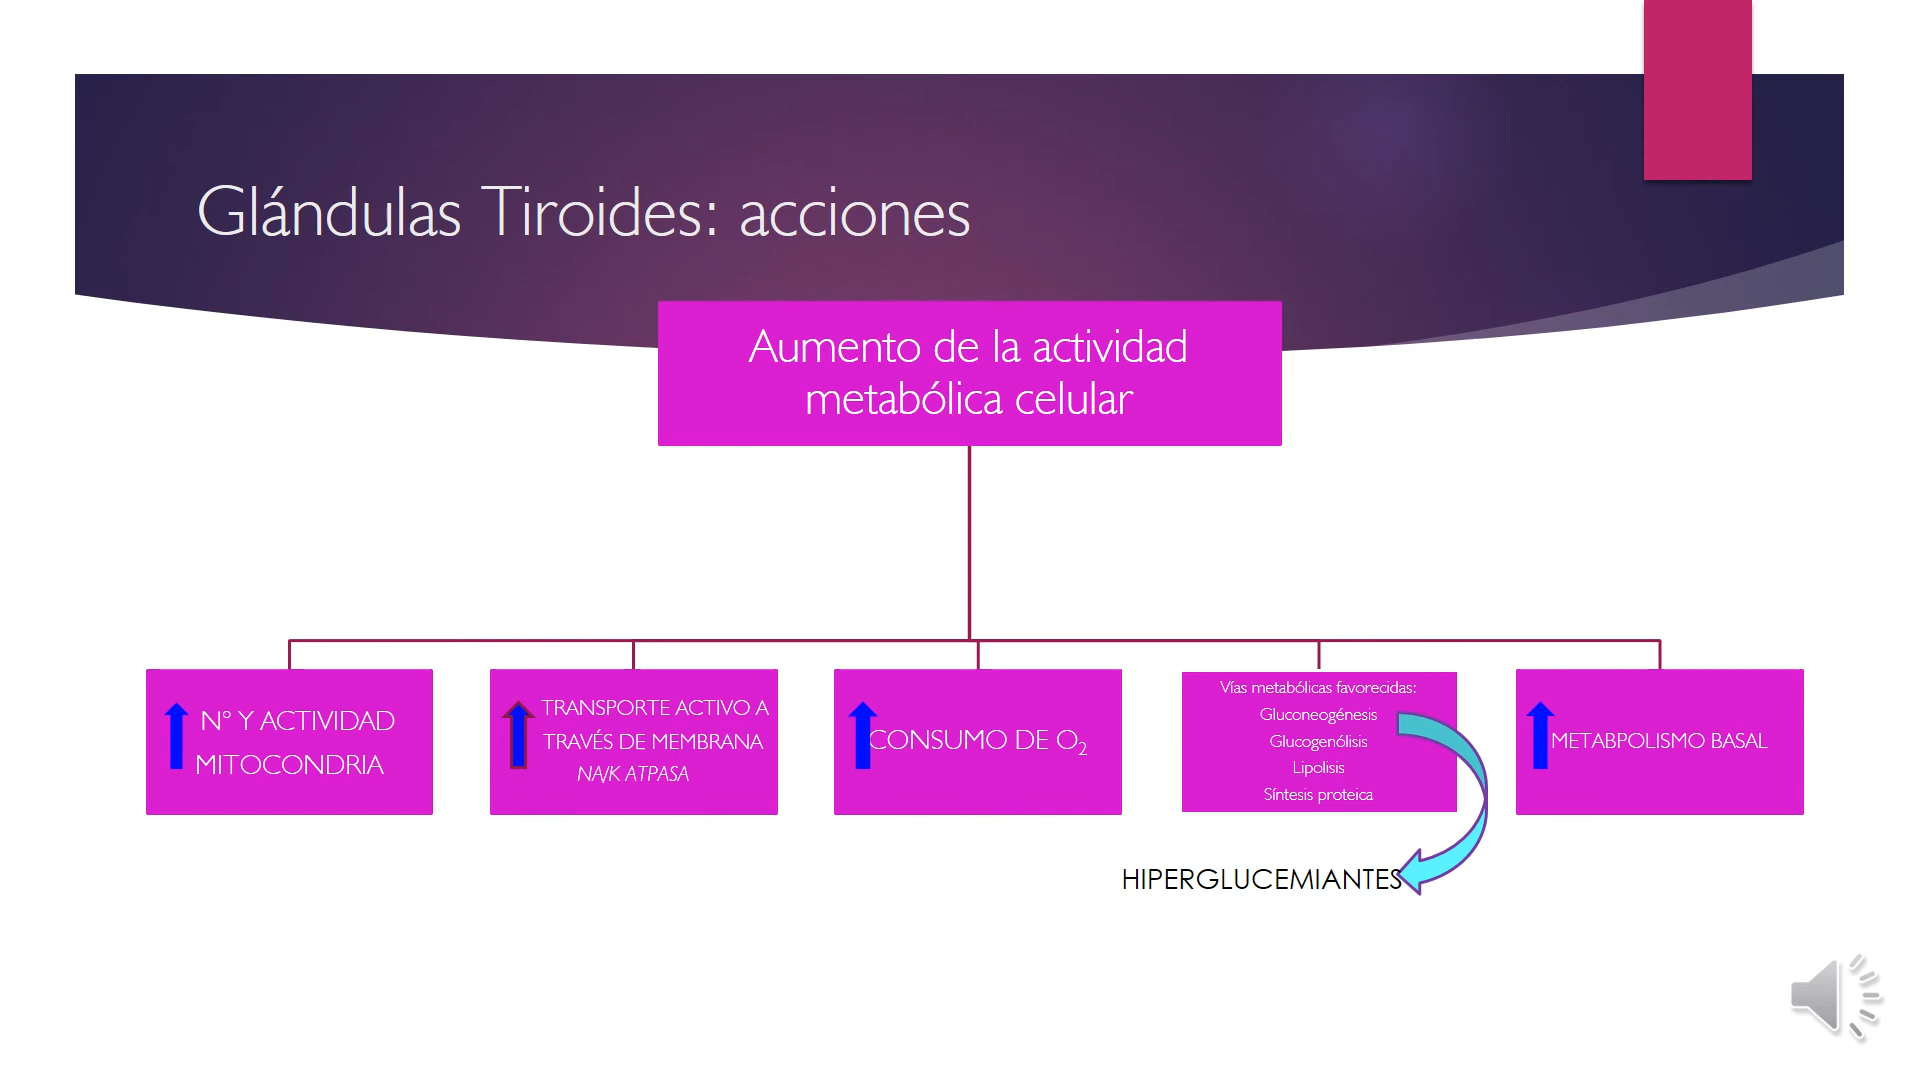 Glándulas Tiroides: acciones
Aumento de la actividad
metabólica celular
Nº Y ACTIVIDAD
MITOCONDRIA
TRANSPORTE ACTIVO A
TRAVÉS DE MEMBRANA
NA/K ATPASA
CONSUMO DE O₂
Vías metabólicas favorecidas:
Gluconeogénesis
Glucogenólisis
Lipolisis
Síntesis proteica
METABPOLISMO BASAL
HIPERGLUCEMIANTES